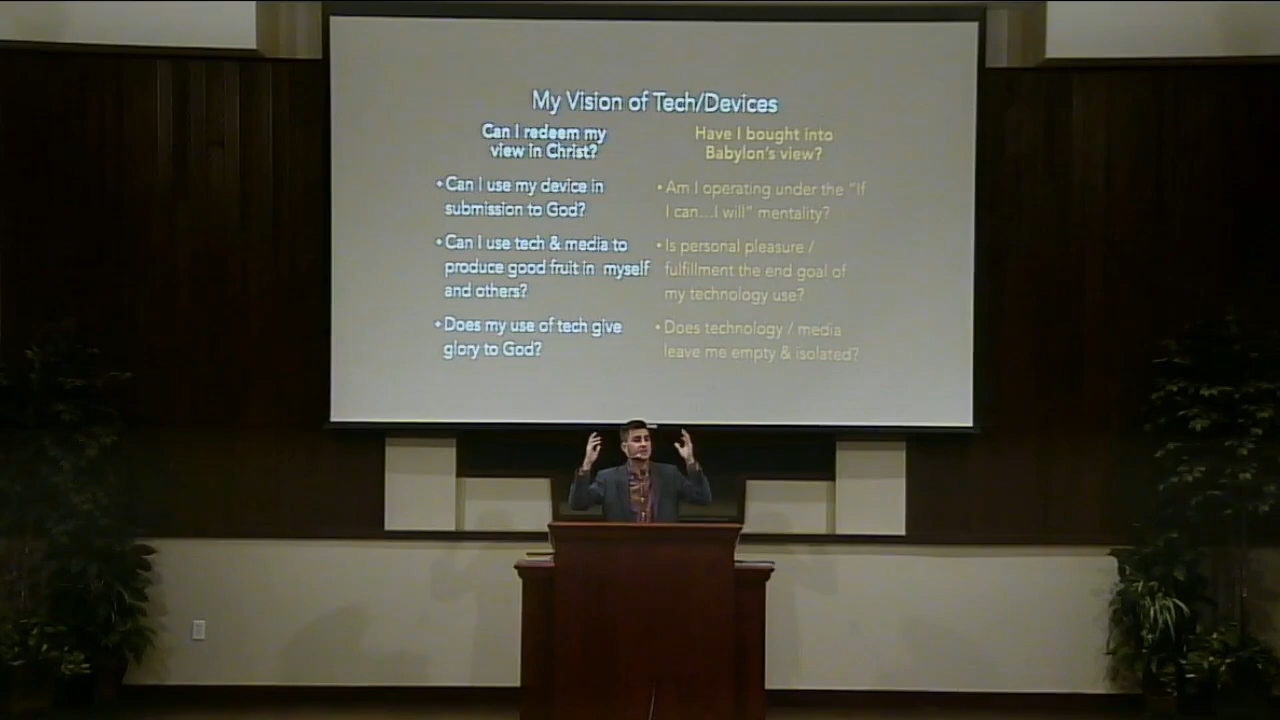 My Vision of Tech/Devices
Can I redeem my
view in Christ?
• Can I use my device in
submission to God?
• Can I use tech & media to
produce good fruit in myself
and others?
• Does my use of tech give
glory to God?
Have I bought into
Babylon's view?
• Am I operating under the "If
I can...I will" mentality?
• Is personal pleasure /
fulfillment the end goal of
my technology use?
• Does technology / media
leave me empty & isolated?